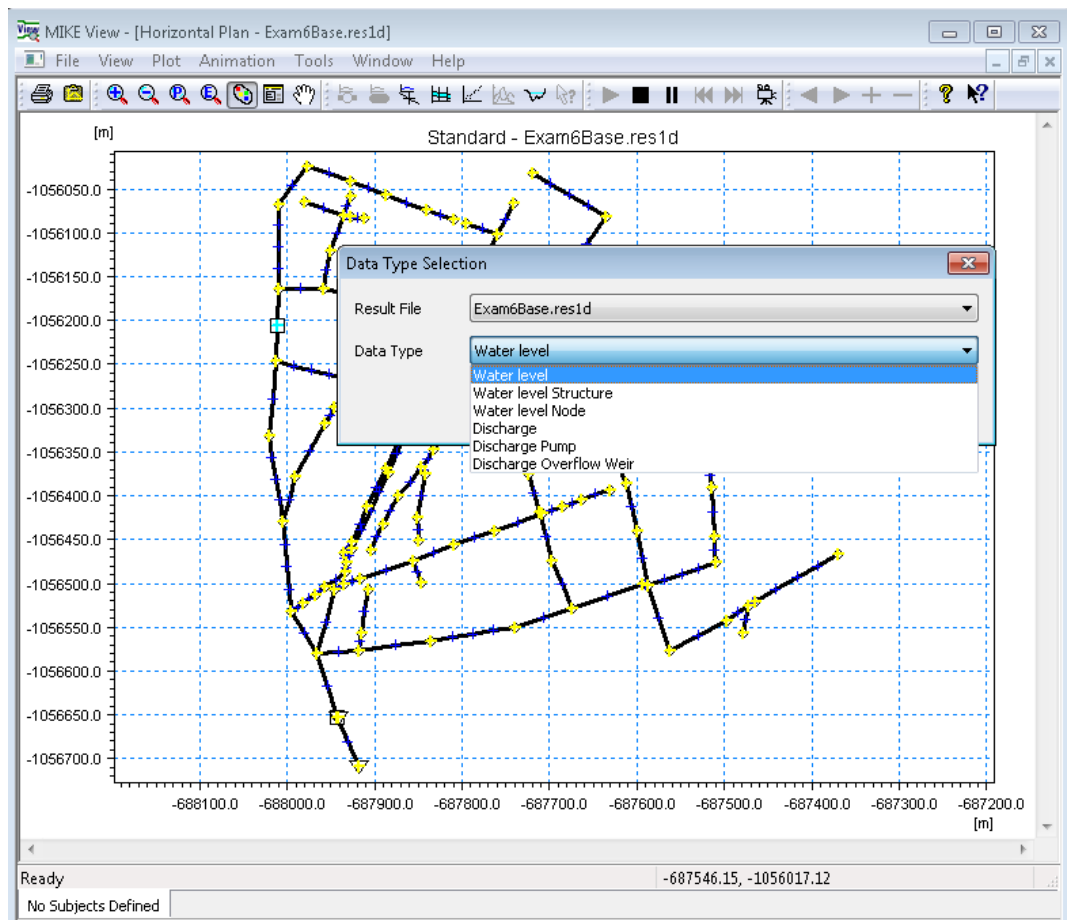 View MIKE View - [Horizontal Plan - Exam6Base.res1d]
File View Plot Animation Tools Window Help
[m]
Standard - Exam6Base.res1d
-1056050.0
-1056100.0
-1056150.0
-1056200.0
-1056250.0
-1056300.0
-1056350.0
-1056400.0
-1056450.0
-1056500.0
-1056550.0
-1056600.0
-1056650.0
-1056700.0
Data Type Selection
Result File Exam6Base.res1d
Data Type Water level
Water level
Water level Structure
Water level Node
Discharge
Discharge Pump
Discharge Overflow Weir
-688100.0 -688000.0 -687900.0 -687800.0 -687700.0 -687600.0 -687500.0 -687400.0 -687300.0 -687200.0
[m]
Ready -687546.15, -1056017.12
No Subjects Defined